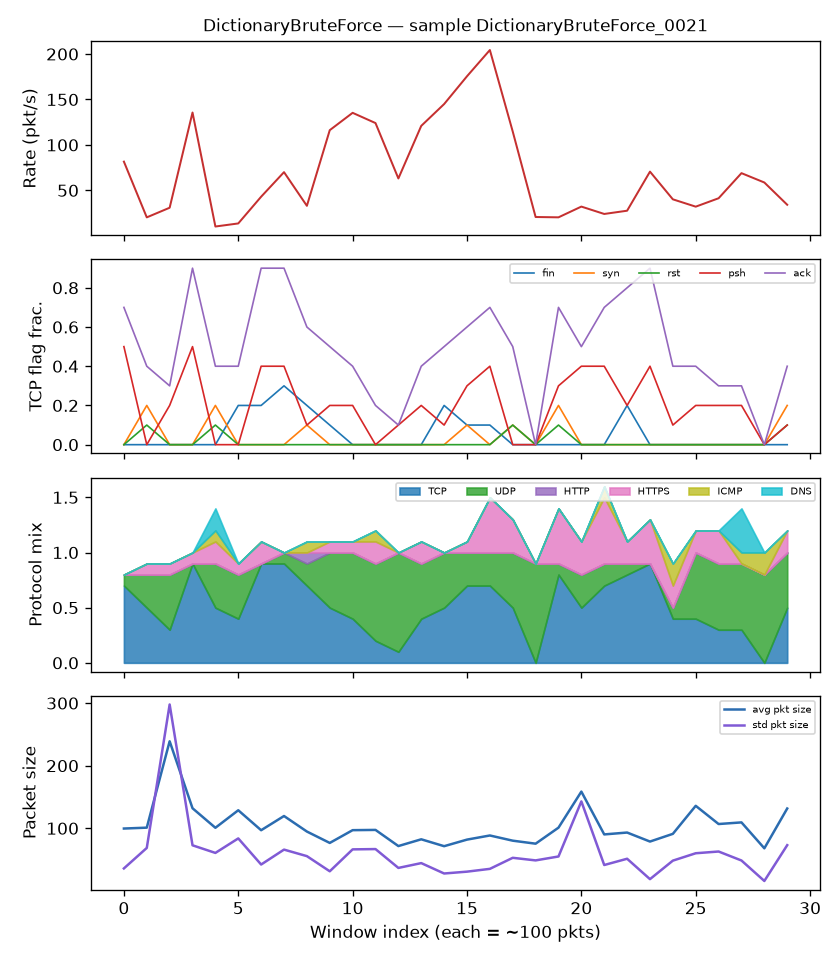 DictionaryBruteForce — sample DictionaryBruteForce_0021
200
150
100
50
Rate (pkt/s)
fin syn rst psh ack
0.8
0.6
0.4
0.2
0.0
TCP flag frac.
TCP UDP HTTP HTTPS ICMP DNS
1.5
1.0
0.5
0.0
Protocol mix
avg pkt size
std pkt size
300
200
100
Packet size
0 5 10 15 20 25 30
Window index (each = ~100 pkts)